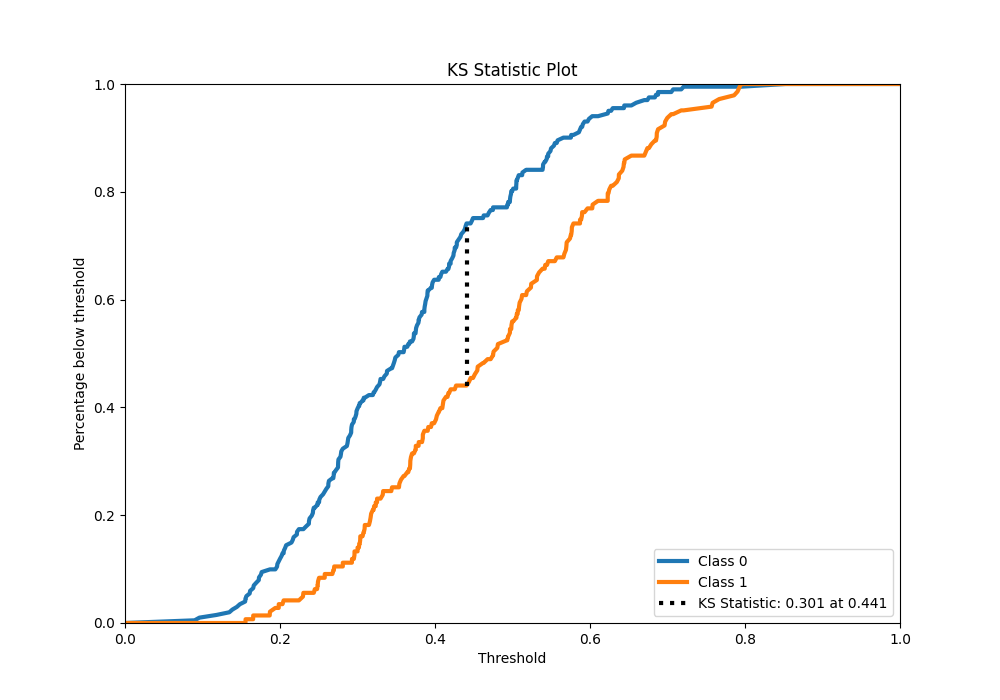 KS Statistic Plot
1.0
0.8
0.6
0.4
0.2
0.0
Percentage below threshold
0.0 0.2 0.4 0.6 0.8 1.0
Threshold
Class 0
Class 1
KS Statistic: 0.301 at 0.441